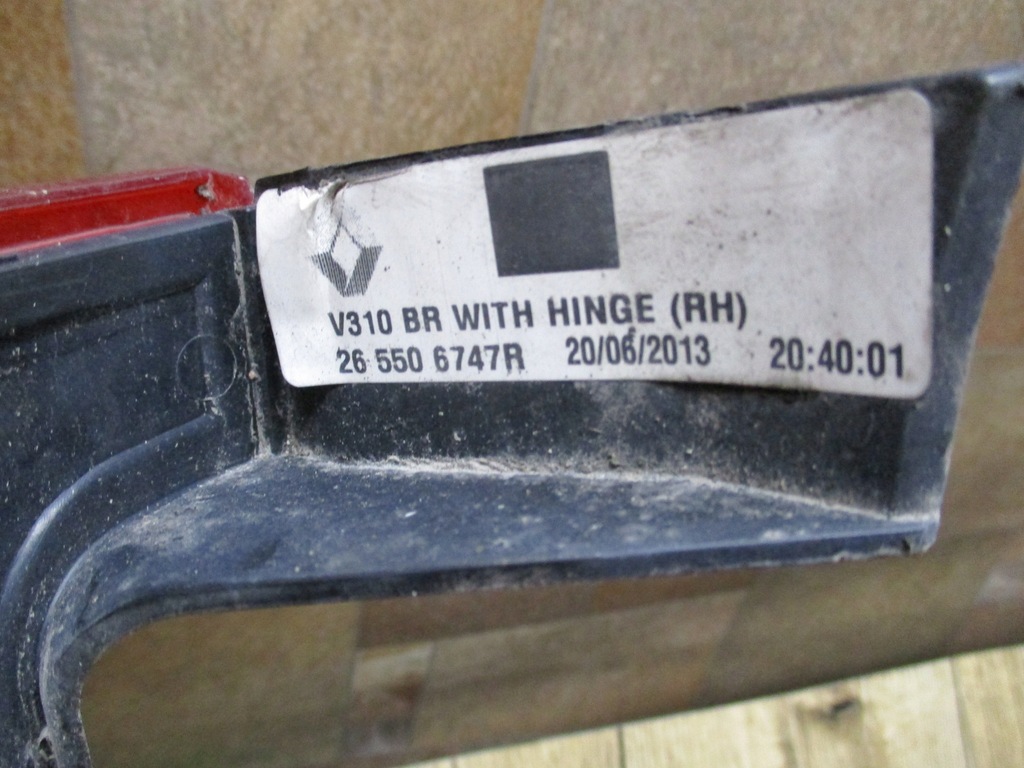 V310 BR WITH HINGE (RH)
26 550 6747R 20/06/2013 20:40:01